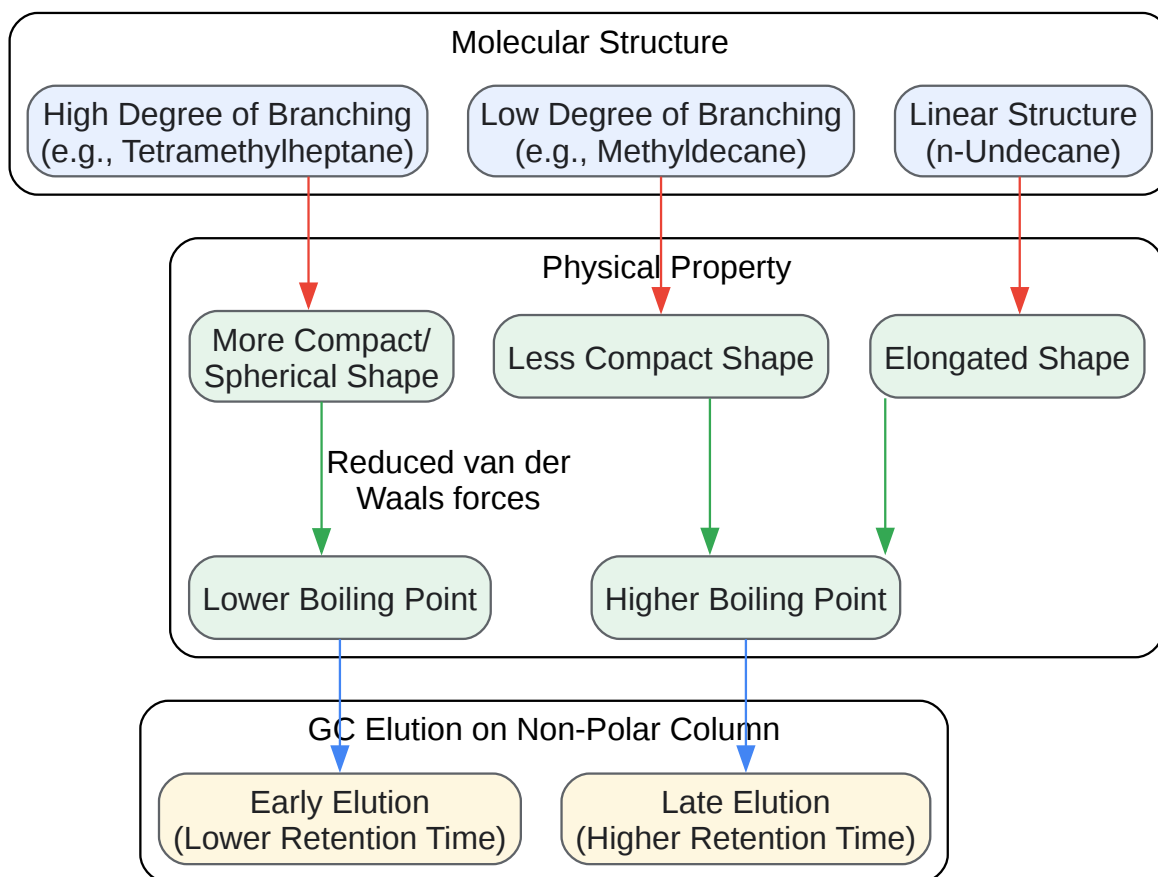 Molecular Structure
High Degree of Branching
(e.g., Tetramethylheptane)
Low Degree of Branching
(e.g., Methyldecane)
Linear Structure
(n-Undecane)
Physical Property
More Compact/
Spherical Shape
Less Compact Shape
Elongated Shape
Reduced van der
Waals forces
Lower Boiling Point
Higher Boiling Point
GC Elution on Non-Polar Column
Early Elution
(Lower Retention Time)
Late Elution
(Higher Retention Time)